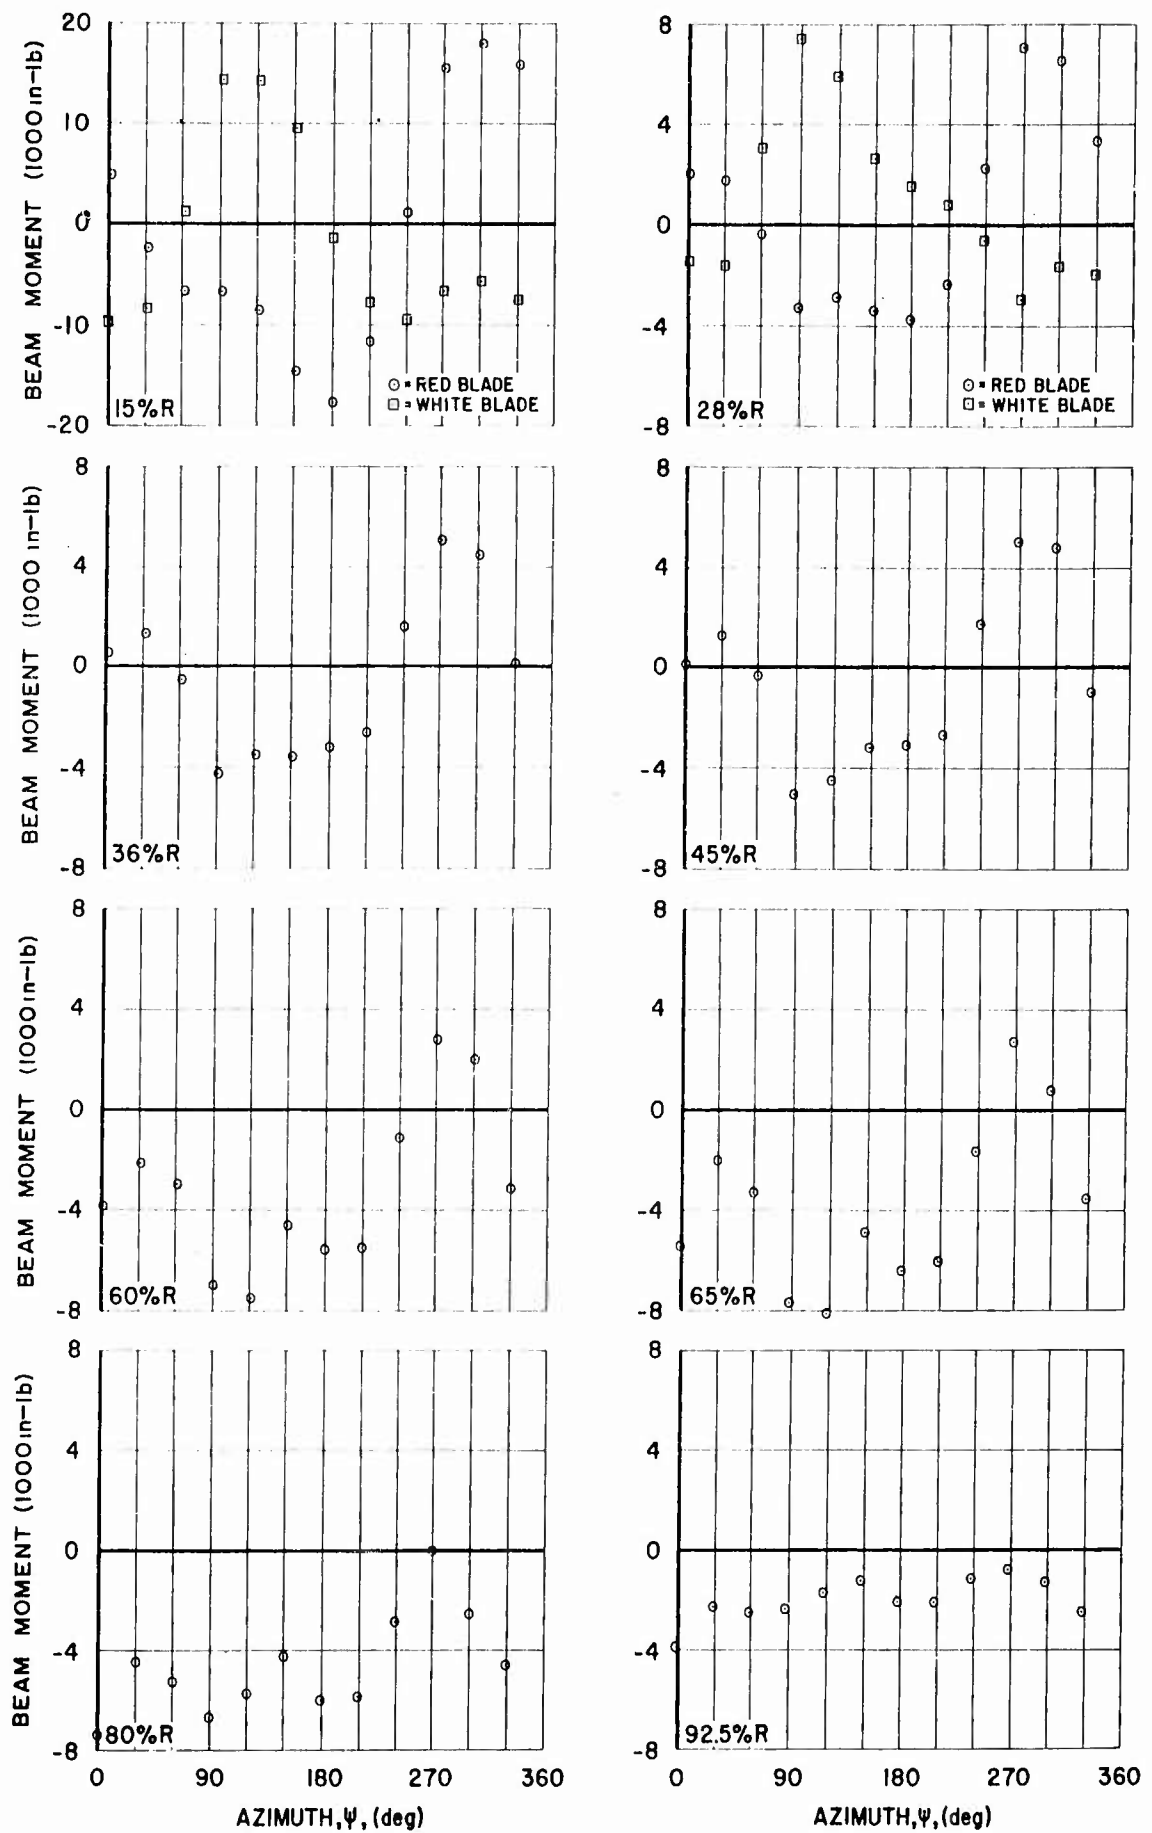 BEAM MOMENT (1000 in-lb)
20
10
0
-10
-20
15%R
⊙ = RED BLADE
⊡ = WHITE BLADE
8
4
0
-4
-8
28%R
⊙ = RED BLADE
⊡ = WHITE BLADE
BEAM MOMENT (1000 in-lb)
8
4
0
-4
-8
36%R
8
4
0
-4
-8
45%R
BEAM MOMENT (1000 in-lb)
8
4
0
-4
-8
60%R
8
4
0
-4
-8
65%R
BEAM MOMENT (1000 in-lb)
8
4
0
-4
-8
80%R
0 90 180 270 360
AZIMUTH,Ψ, (deg)
8
4
0
-4
-8
92.5%R
0 90 180 270 360
AZIMUTH,Ψ, (deg)